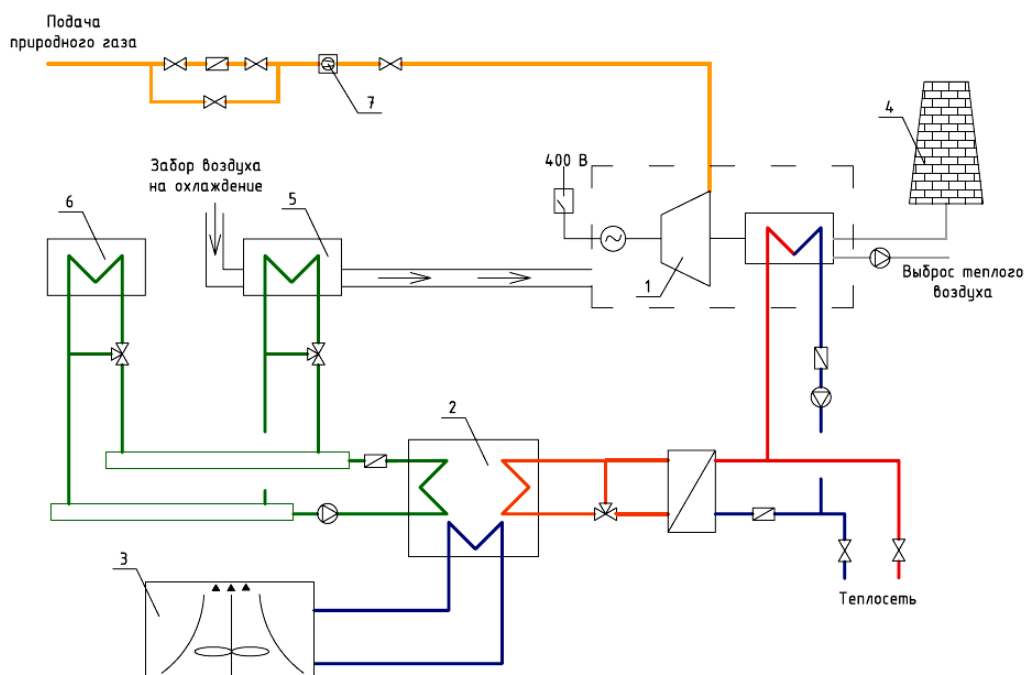 Подача
природного газа
7
4
Забор воздуха
на охлаждение
400 В
6
5
1
Выброс теплого
воздуха
2
3
Теплосеть